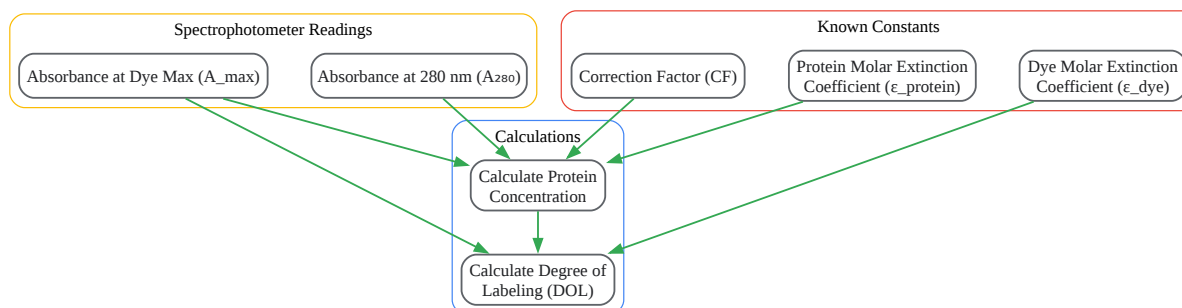 Spectrophotometer Readings
Known Constants
Absorbance at Dye Max (A_max)
Absorbance at 280 nm (A₂₈₀)
Correction Factor (CF)
Protein Molar Extinction
Coefficient (ε_protein)
Dye Molar Extinction
Coefficient (ε_dye)
Calculations
Calculate Protein
Concentration
Calculate Degree of
Labeling (DOL)